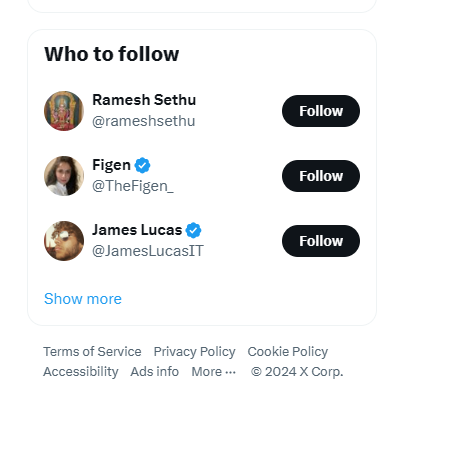 Who to follow
Ramesh Sethu
@rameshsethu
Follow
Figen
@TheFigen_
Follow
James Lucas
@JamesLucasIT
Follow
Show more
Terms of Service Privacy Policy Cookie Policy
Accessibility Ads info More ··· © 2024 X Corp.